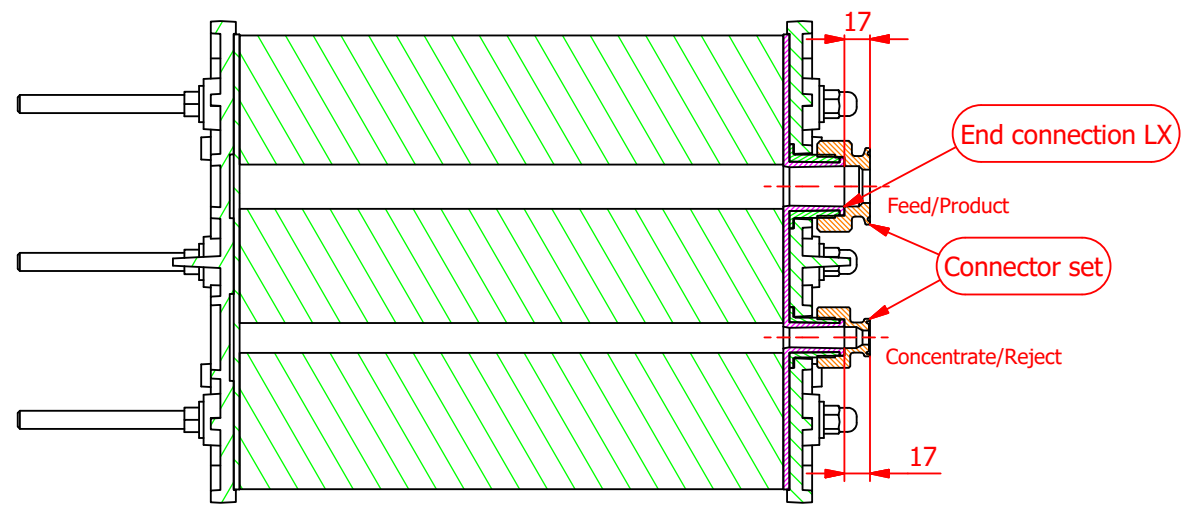 17
End connection LX
Feed/Product
Connector set
Concentrate/Reject
17